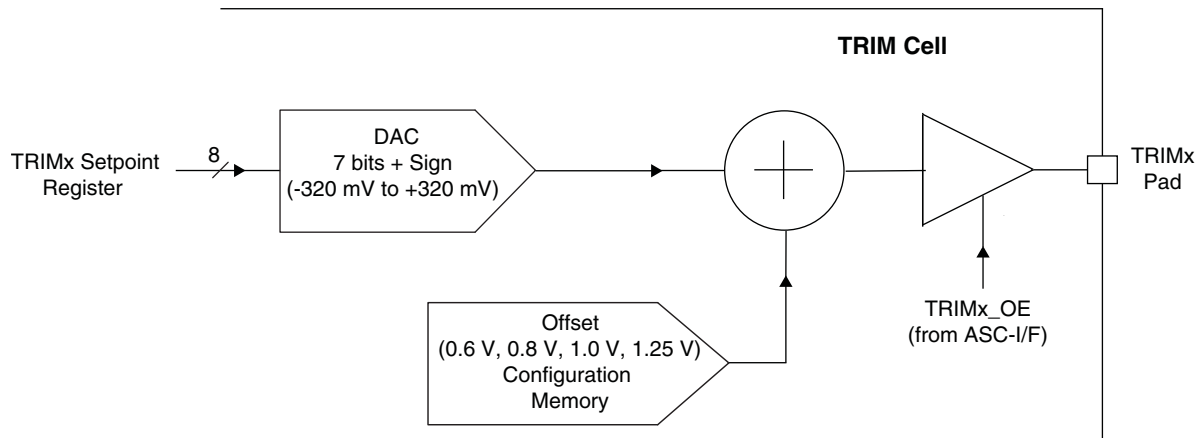 TRIM Cell
8
TRIMx Setpoint
Register
DAC
7 bits + Sign
(-320 mV to +320 mV)
TRIMx
Pad
Offset
(0.6 V, 0.8 V, 1.0 V, 1.25 V)
Configuration
Memory
TRIMx_OE
(from ASC-I/F)